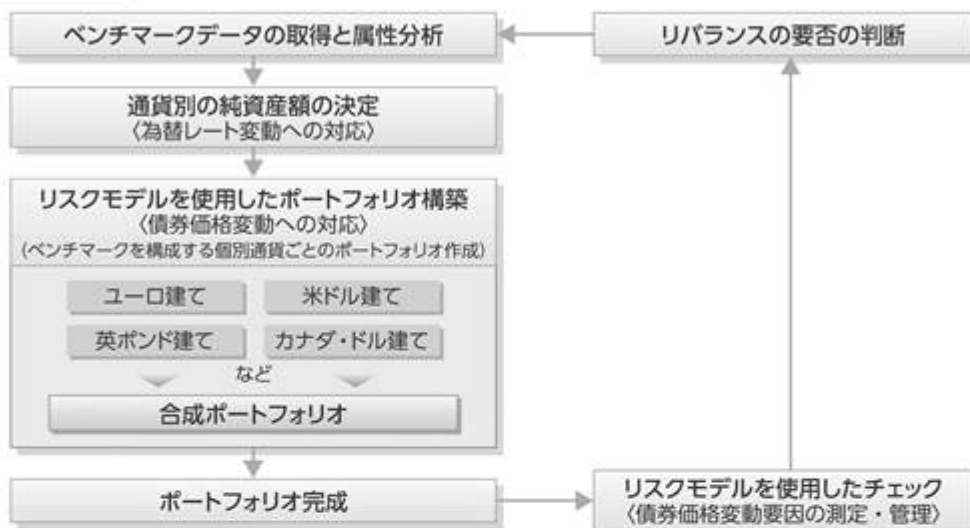 ベンチマークデータの取得と属性分析
リバランスの要否の判断
通貨別の純資産額の決定
〈為替レート変動への対応〉
リスクモデルを使用したポートフォリオ構築
〈債券価格変動への対応〉
(ベンチマークを構成する個別通貨ごとのポートフォリオ作成)
ユーロ建て
米ドル建て
英ポンド建て
カナダ・ドル建て
など
合成ポートフォリオ
ポートフォリオ完成
リスクモデルを使用したチェック
〈債券価格変動要因の測定・管理〉